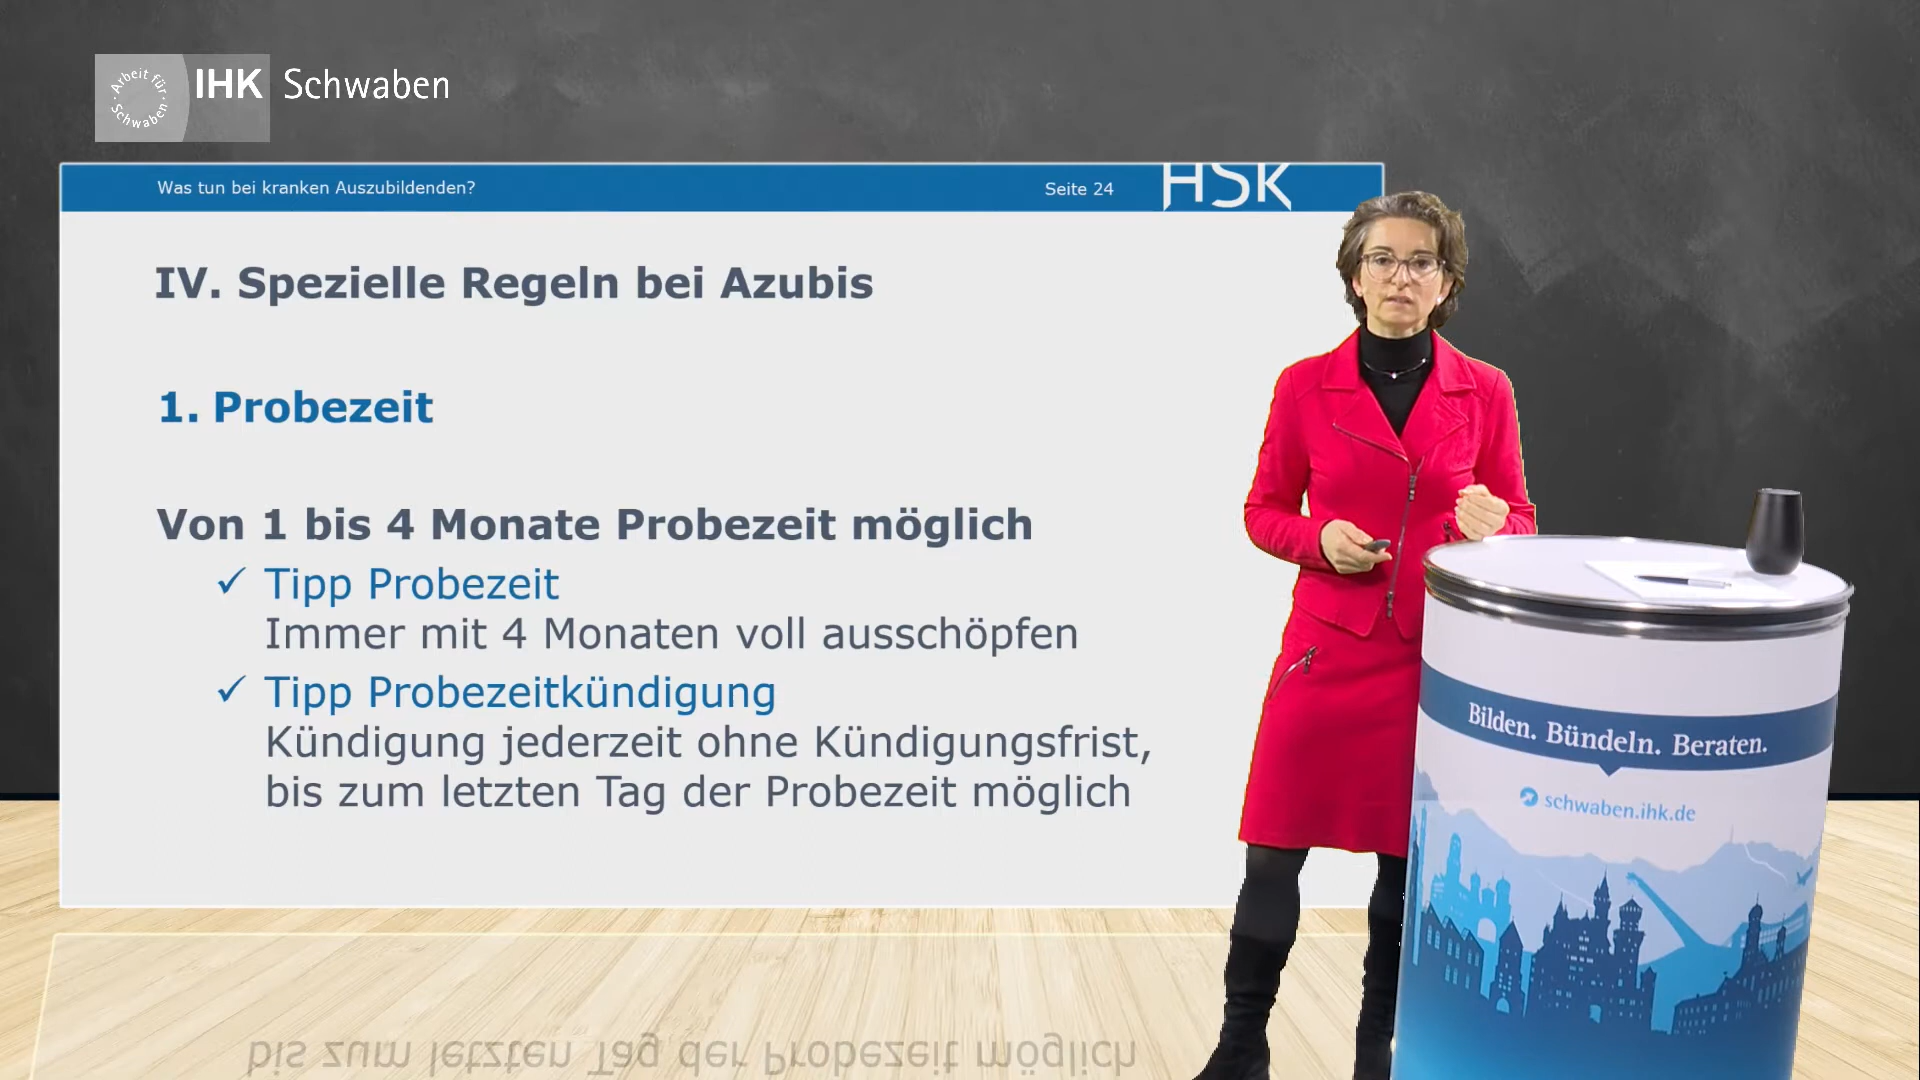 Arbeit für
Schwaben
IHK Schwaben
Was tun bei kranken Auszubildenden?
Seite 24
HSK
IV. Spezielle Regeln bei Azubis
1. Probezeit
Von 1 bis 4 Monate Probezeit möglich
✓ Tipp Probezeit
Immer mit 4 Monaten voll ausschöpfen
✓ Tipp Probezeitkündigung
Kündigung jederzeit ohne Kündigungsfrist,
bis zum letzten Tag der Probezeit möglich
Bilden. Bündeln. Beraten.
schwaben.ihk.de
bis zum letzten Tag der Probezeit möglich